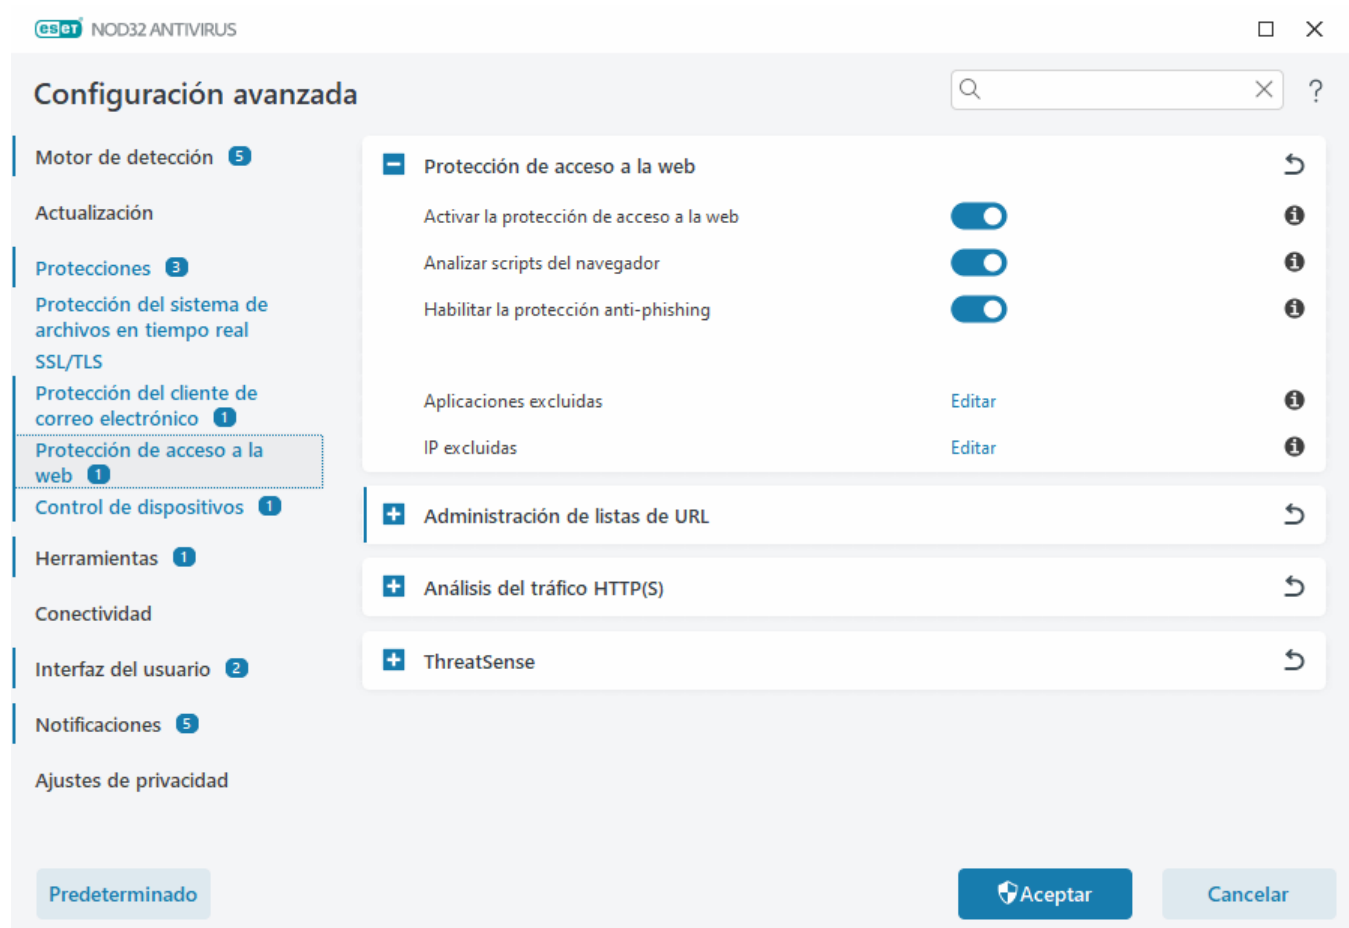 eset NOD32 ANTIVIRUS
Configuración avanzada
?
Motor de detección 5
Actualización
Protecciones 3
Protección del sistema de
archivos en tiempo real
SSL/TLS
Protección del cliente de
correo electrónico 1
Protección de acceso a la
web 1
Control de dispositivos 1
Herramientas 1
Conectividad
Interfaz del usuario 2
Notificaciones 5
Ajustes de privacidad
Protección de acceso a la web
Activar la protección de acceso a la web
Analizar scripts del navegador
Habilitar la protección anti-phishing
Aplicaciones excluidas Editar
IP excluidas Editar
Administración de listas de URL
Análisis del tráfico HTTP(S)
ThreatSense
Predeterminado
Aceptar
Cancelar